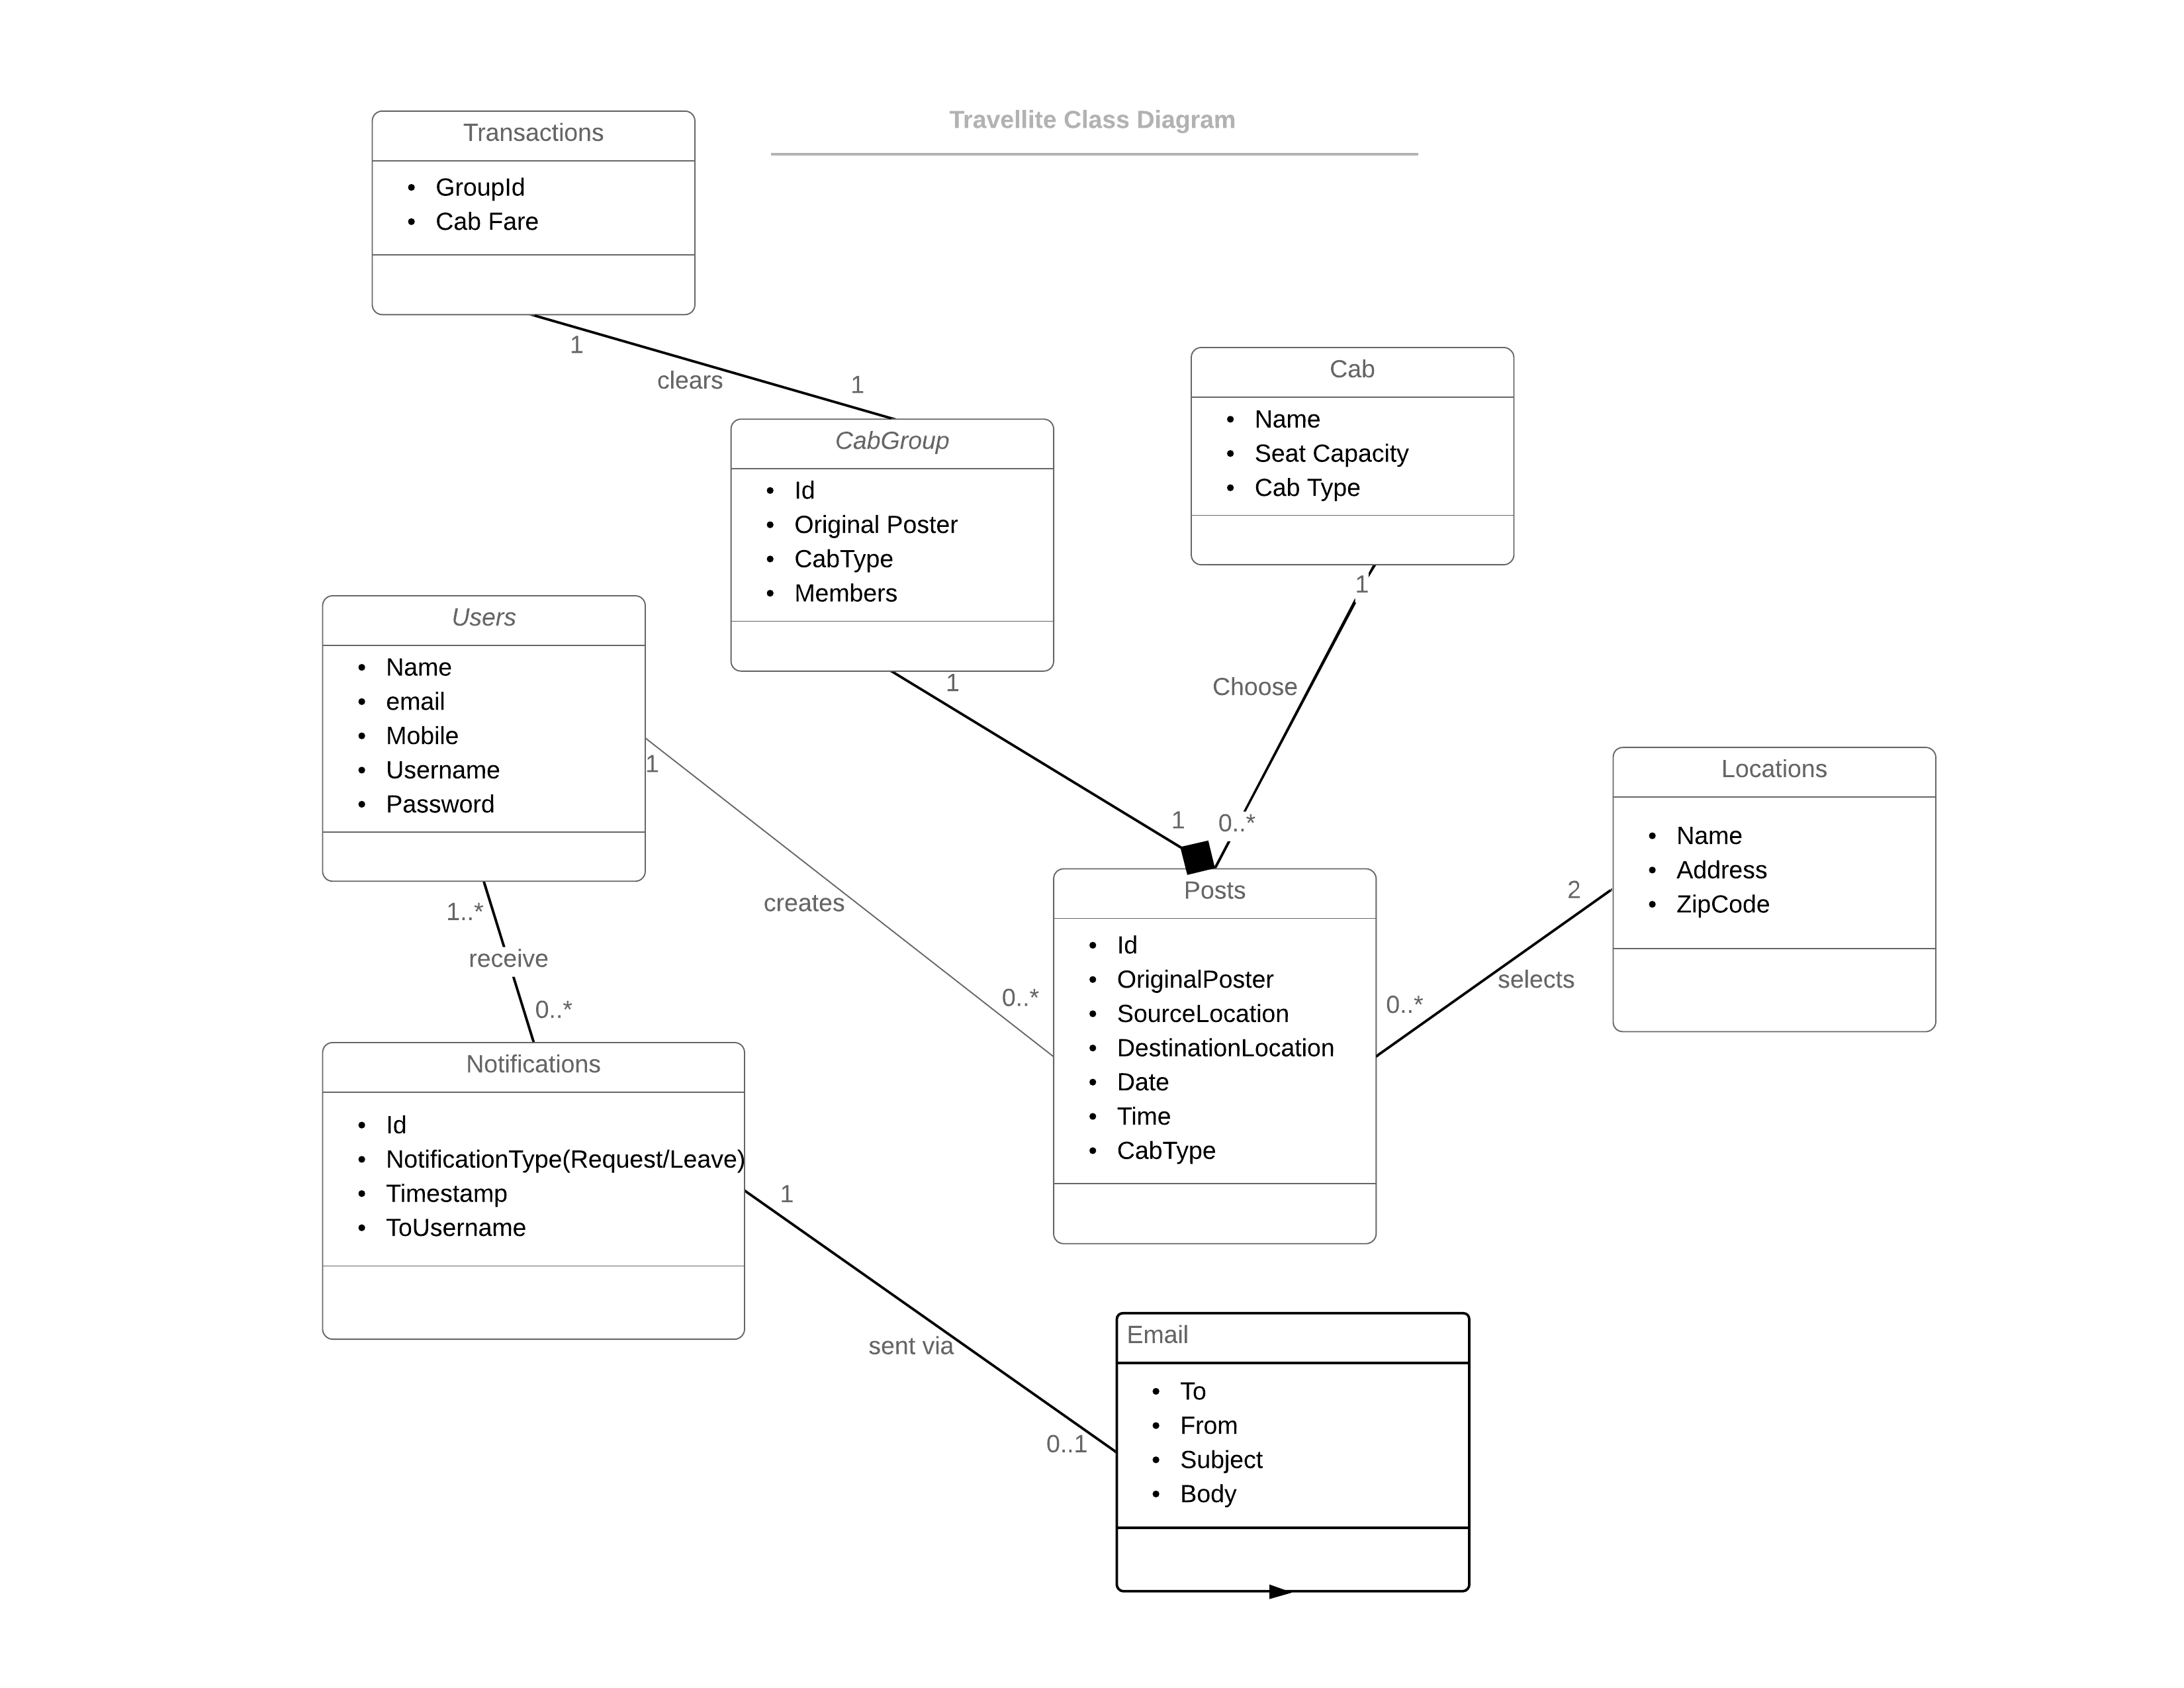 Travellite Class Diagram
Transactions
• GroupId
• Cab Fare
1
clears
1
CabGroup
• Id
• Original Poster
• CabType
• Members
1
Cab
• Name
• Seat Capacity
• Cab Type
1
Choose
1
0..*
Users
• Name
• email
• Mobile
• Username
• Password
1
creates
0..*
1..*
receive
0..*
Locations
• Name
• Address
• ZipCode
2
selects
0..*
Posts
• Id
• OriginalPoster
• SourceLocation
• DestinationLocation
• Date
• Time
• CabType
Notifications
• Id
• NotificationType(Request/Leave)
• Timestamp
• ToUsername
1
sent via
0..1
Email
• To
• From
• Subject
• Body